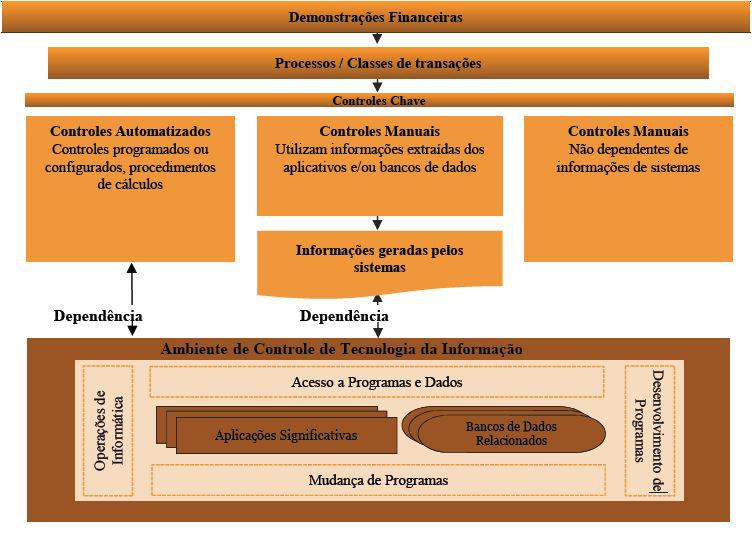 Demonstrações Financeiras
Processos / Classes de transações
Controles Chave
Controles Automatizados
Controles programados ou
configurados, procedimentos
de cálculos
Controles Manuais
Utilizam informações extraídas dos
aplicativos e/ou bancos de dados
Controles Manuais
Não dependentes de
informações de sistemas
Informações geradas pelos
sistemas
Dependência
Dependência
Ambiente de Controle de Tecnologia da Informação
Operações de
Informática
Acesso a Programas e Dados
Aplicações Significativas
Bancos de Dados
Relacionados
Mudança de Programas
Desenvolvimento de
Programas